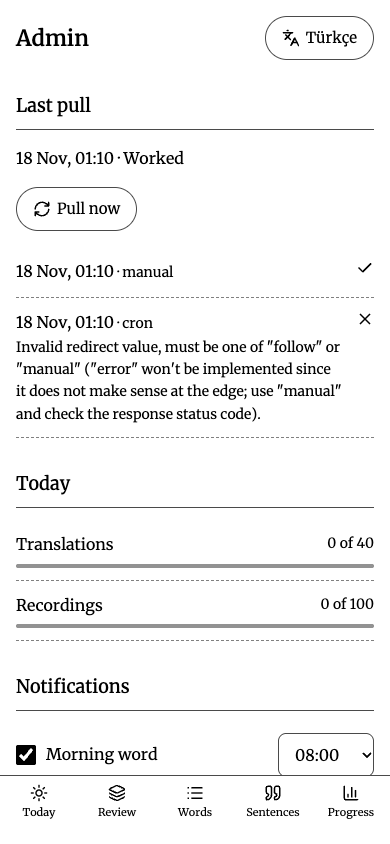 Admin
Türkçe
Last pull
18 Nov, 01:10 · Worked
Pull now
18 Nov, 01:10 · manual
18 Nov, 01:10 · cron
Invalid redirect value, must be one of "follow" or
"manual" ("error" won't be implemented since
it does not make sense at the edge; use "manual"
and check the response status code).
Today
Translations 0 of 40
Recordings 0 of 100
Notifications
Morning word 08:00
Today Review Words Sentences Progress